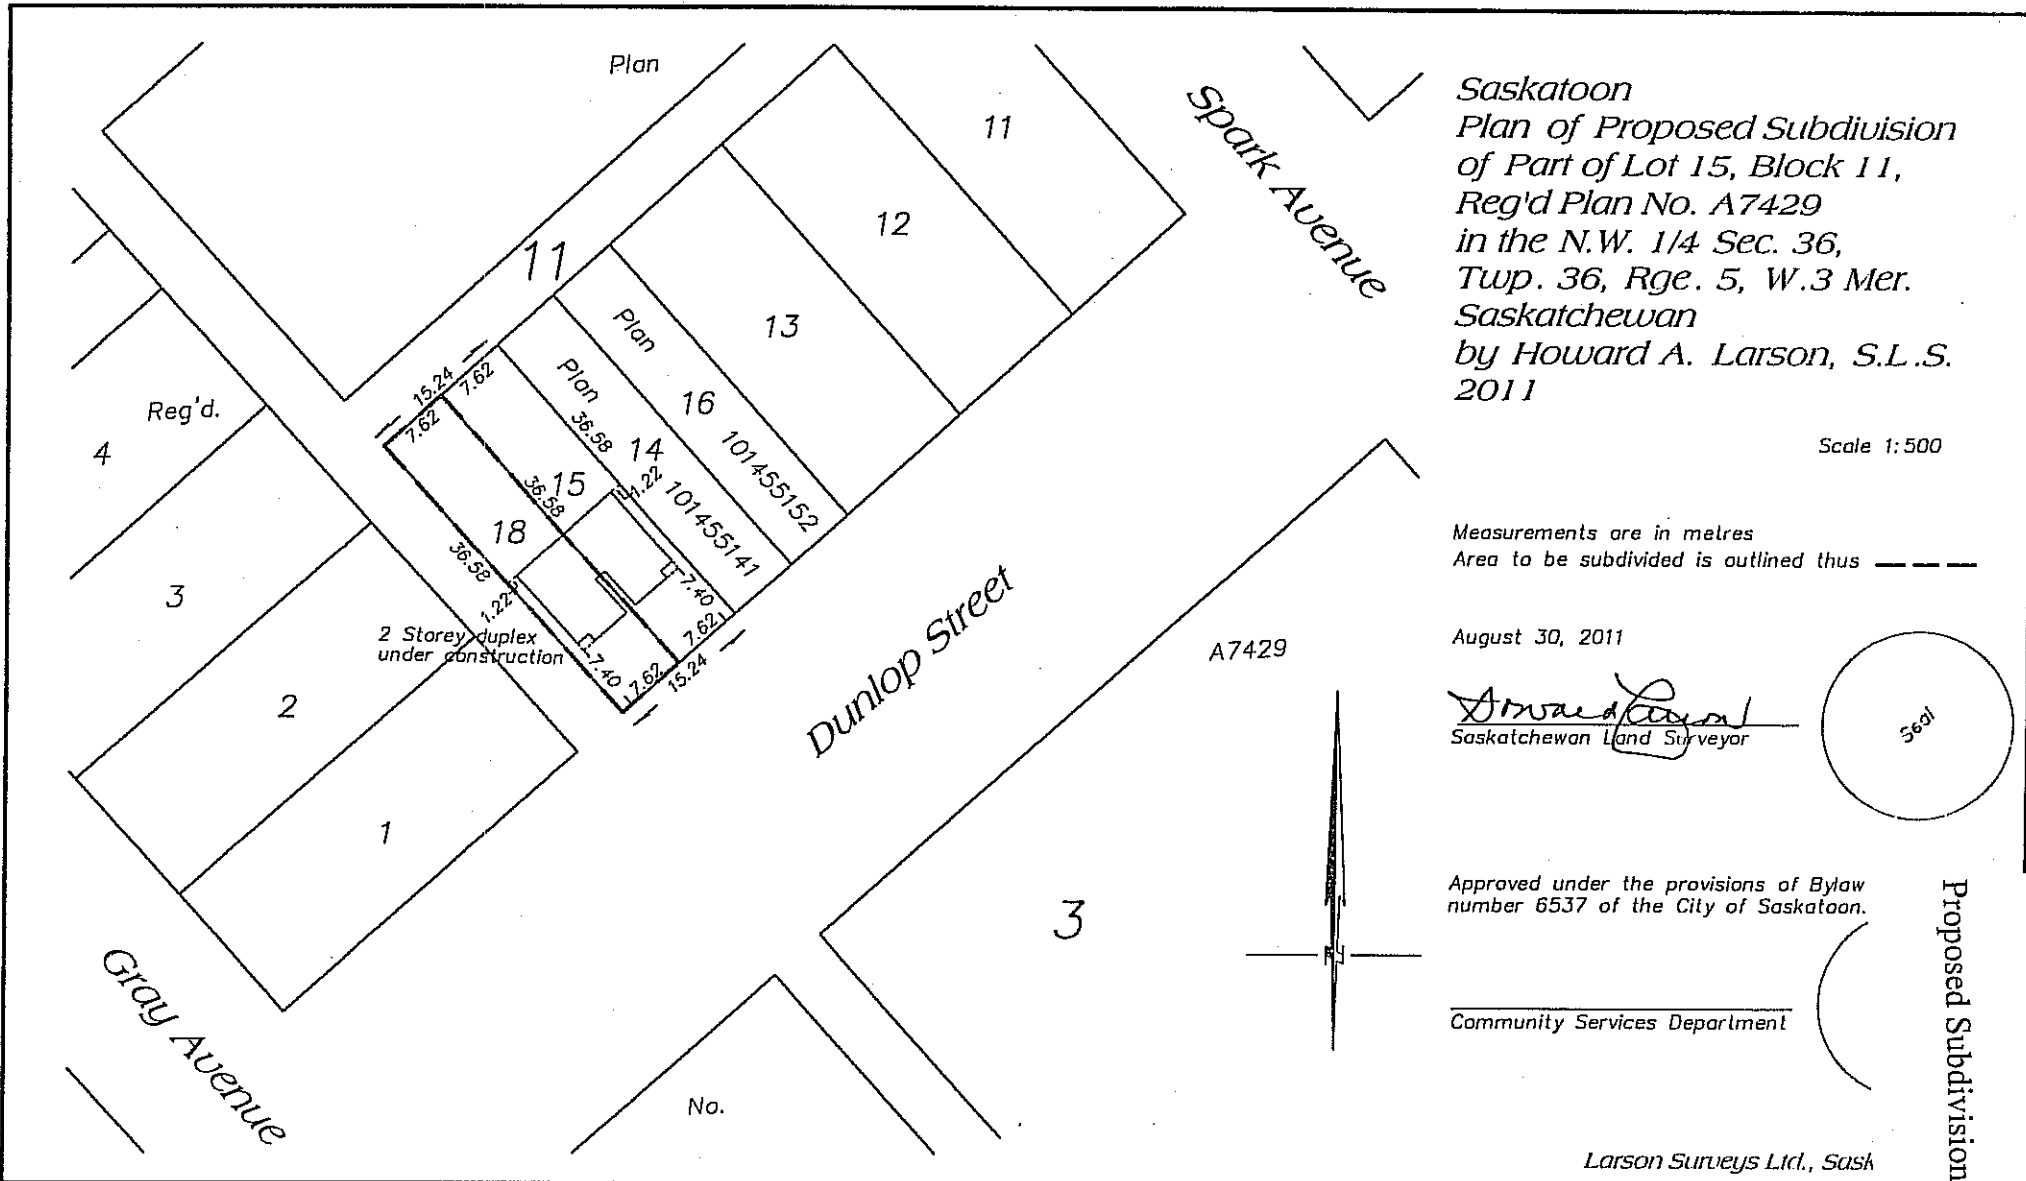 Saskatoon
Plan of Proposed Subdivision
of Part of Lot 15, Block 11,
Reg'd Plan No. A7429
in the N.W. 1/4 Sec. 36,
Twp. 36, Rge. 5, W.3 Mer.
Saskatchewan
by Howard A. Larson, S.L.S.
2011
Scale 1:500
Measurements are in metres
Area to be subdivided is outlined thus
August 30, 2011
Saskatchewan Land Surveyor
Seal
Approved under the provisions of Bylaw
number 6537 of the City of Saskatoon.
Community Services Department
Larson Surveys Ltd., Sask
Proposed Subdivision
Plan
Spark Avenue
11
12
11
13
Plan
16
101455152
Plan
36.58
14
1.22
101455141
15.24
7.62
7.62
15
36.58
18
36.58
1.22
7.40
7.62
7.40
7.62
15.24
2 Storey duplex
under construction
Reg'd.
4
3
2
1
Dunlop Street
A7429
3
Gray Avenue
No.
N